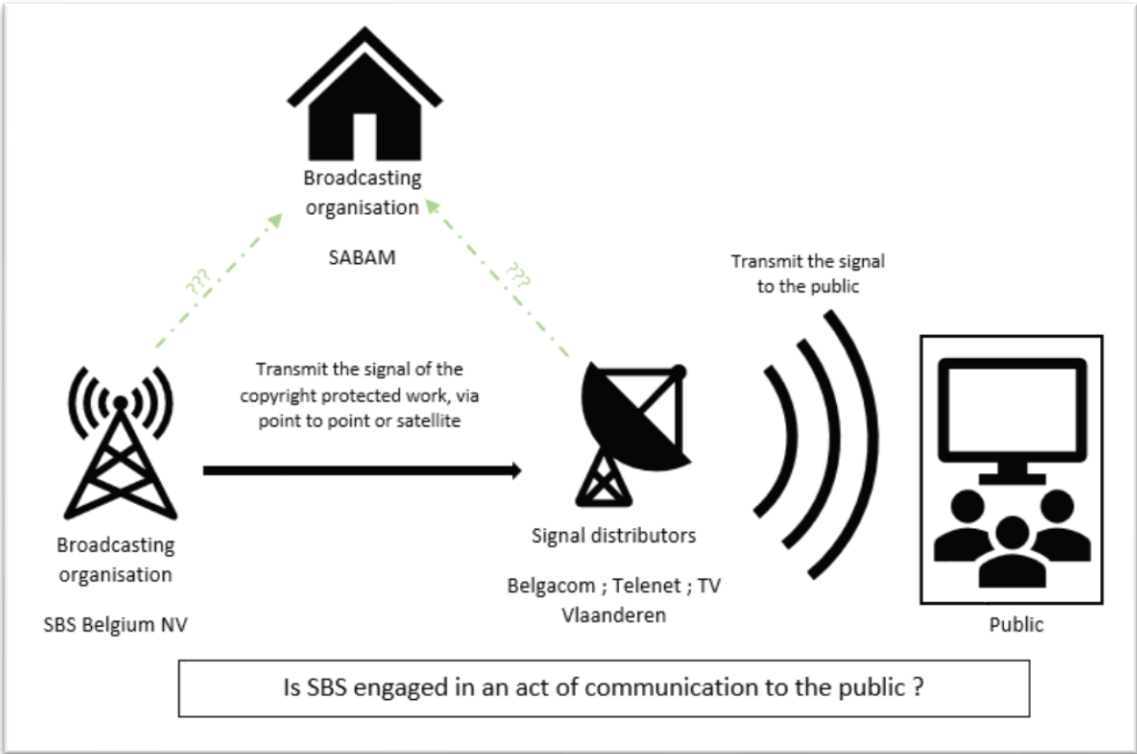 Broadcasting
organisation
SABAM
???
???
Transmit the signal
to the public
Transmit the signal of the
copyright protected work, via
point to point or satellite
Broadcasting
organisation
SBS Belgium NV
Signal distributors
Belgacom ; Telenet ; TV
Vlaanderen
Public
Is SBS engaged in an act of communication to the public ?